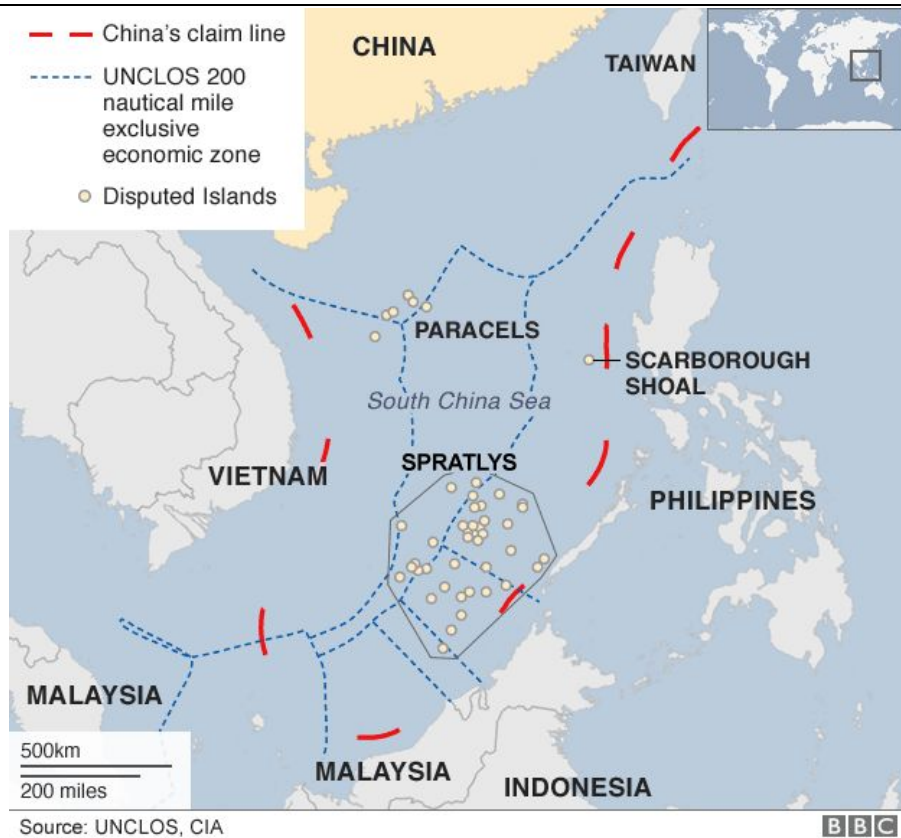 China's claim line
UNCLOS 200
nautical mile
exclusive
economic zone
Disputed Islands
CHINA
TAIWAN
PARACELS
SCARBOROUGH
SHOAL
South China Sea
SPRATLYS
VIETNAM
PHILIPPINES
MALAYSIA
500km
200 miles
MALAYSIA
INDONESIA
Source: UNCLOS, CIA
BBC